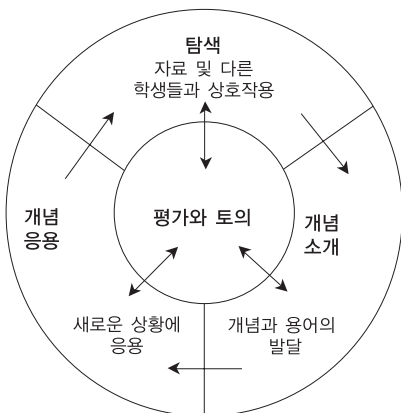 탐색
자료 및 다른
학생들과 상호작용
개념
응용
평가와 토의
개념
소개
새로운 상황에
응용
개념과 용어의
발달